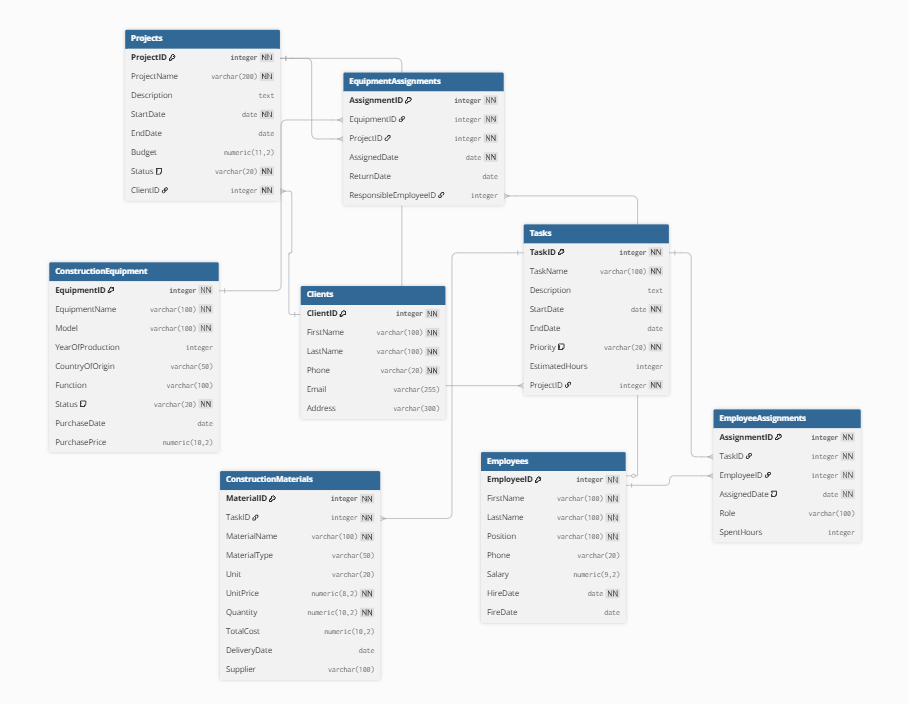 Projects
ProjectID integer NN
ProjectName varchar(200) NN
Description text
StartDate date NN
EndDate date
Budget numeric(11,2)
Status varchar(20) NN
ClientID integer NN
EquipmentAssignments
AssignmentID integer NN
EquipmentID integer NN
ProjectID integer NN
AssignedDate date NN
ReturnDate date
ResponsibleEmployeeID integer
Tasks
TaskID integer NN
TaskName varchar(100) NN
Description text
StartDate date NN
EndDate date
Priority varchar(20) NN
EstimatedHours integer
ProjectID integer NN
ConstructionEquipment
EquipmentID integer NN
EquipmentName varchar(100) NN
Model varchar(100) NN
YearOfProduction integer
CountryOfOrigin varchar(50)
Function varchar(100)
Status varchar(20) NN
PurchaseDate date
PurchasePrice numeric(10,2)
Clients
ClientID integer NN
FirstName varchar(100) NN
LastName varchar(100) NN
Phone varchar(20) NN
Email varchar(255)
Address varchar(300)
EmployeeAssignments
AssignmentID integer NN
TaskID integer NN
EmployeeID integer NN
AssignedDate date NN
Role varchar(100)
SpentHours integer
Employees
EmployeeID integer NN
FirstName varchar(100) NN
LastName varchar(100) NN
Position varchar(100) NN
Phone varchar(20)
Salary numeric(9,2)
HireDate date NN
FireDate date
ConstructionMaterials
MaterialID integer NN
TaskID integer NN
MaterialName varchar(100) NN
MaterialType varchar(50)
Unit varchar(20)
UnitPrice numeric(8,2) NN
Quantity numeric(10,2) NN
TotalCost numeric(10,2)
DeliveryDate date
Supplier varchar(100)